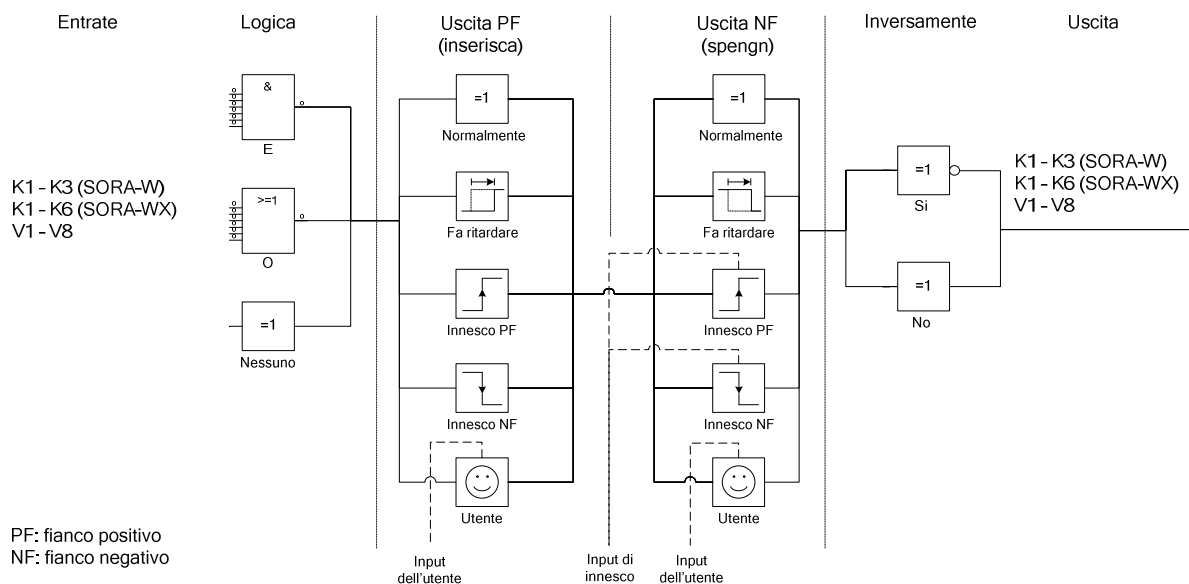 Entrate
Logica
Uscita PF
(inserisca)
Uscita NF
(spengn)
Inversamente
Uscita
K1 - K3 (SORA-W)
K1 - K6 (SORA-WX)
V1 - V8
&
E
>=1
O
=1
Nessuno
=1
Normalmente
Fa ritardare
Innesco PF
Innesco NF
Utente
=1
Normalmente
Fa ritardare
Innesco PF
Innesco NF
Utente
=1
Si
=1
No
K1 - K3 (SORA-W)
K1 - K6 (SORA-WX)
V1 - V8
PF: fianco positivo
NF: fianco negativo
Input
dell'utente
Input di
innesco
Input
dell'utente